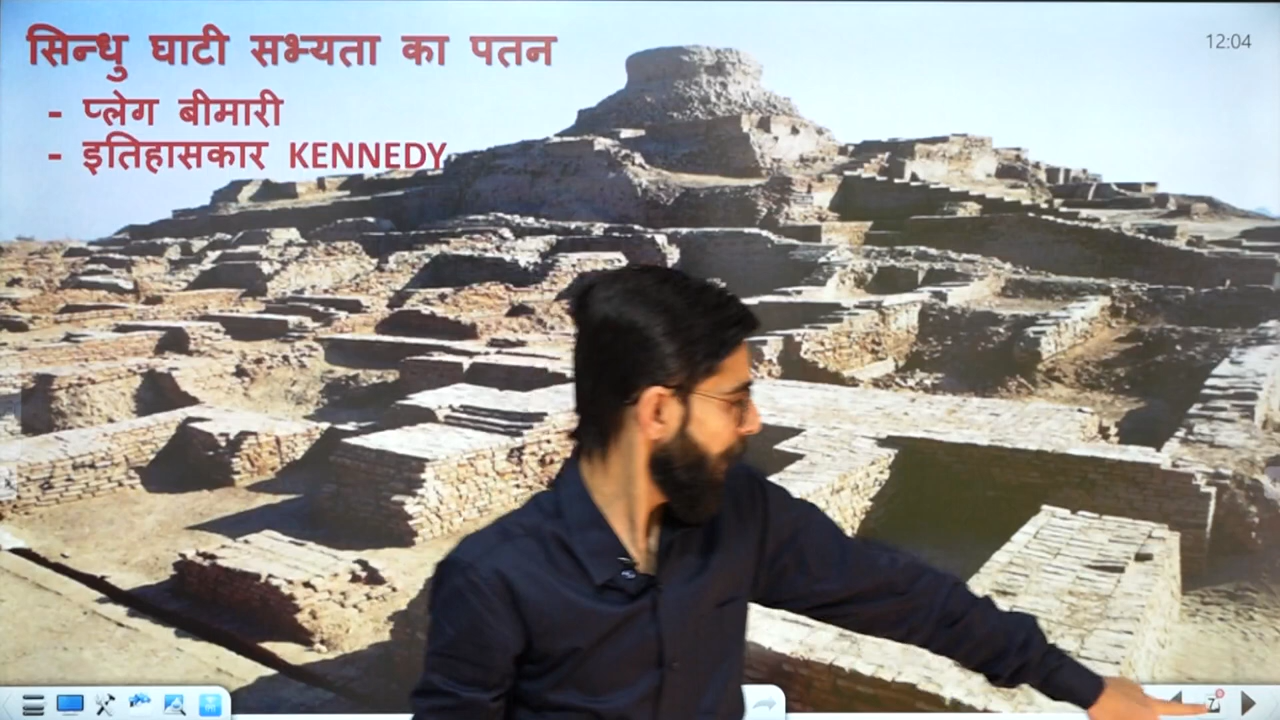 सिन्धु घाटी सभ्यता का पतन
12:04
- प्लेग बीमारी
- इतिहासकार KENNEDY